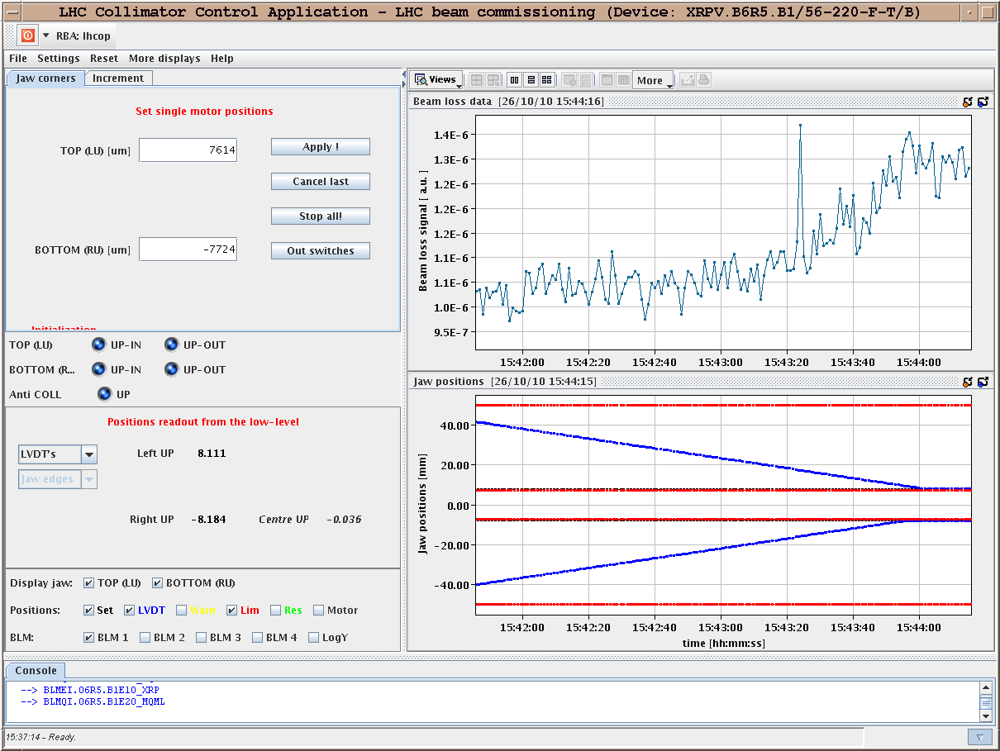 LHC Collimator Control Application - LHC beam commissioning (Device: XRPV.B6R5.B1/56-220-F-T/B)
RBA: lhcop
File Settings Reset More displays Help
Jaw corners Increment
Set single motor positions
TOP (LU) [um] 7614 Apply !
Cancel last
Stop all!
BOTTOM (RU) [um] -7724 Out switches
Initialization
TOP (LU) UP-IN UP-OUT
BOTTOM (R... UP-IN UP-OUT
Anti COLL UP
Positions readout from the low-level
LVDT's Left UP 8.111
Jaw edges
Right UP -8.184 Centre UP -0.036
Display jaw: TOP (LU) BOTTOM (RU)
Positions: Set LVDT Warn Lim Res Motor
BLM: BLM 1 BLM 2 BLM 3 BLM 4 LogY
Views More
Beam loss data [26/10/10 15:44:16]
Beam loss signal [ a.u. ]
1.4E-6
1.3E-6
1.2E-6
1.2E-6
1.2E-6
1.1E-6
1.1E-6
1.0E-6
9.5E-7
15:42:00 15:42:20 15:42:40 15:43:00 15:43:20 15:43:40 15:44:00
Jaw positions [26/10/10 15:44:15]
Jaw positions [mm]
40.00
20.00
0.00
-20.00
-40.00
15:42:00 15:42:20 15:42:40 15:43:00 15:43:20 15:43:40 15:44:00
time [hh:mm:ss]
Console
--> BLMEI.06R5.B1E10_XRP
--> BLMQI.06R5.B1E20_MQML
15:37:14 - Ready.